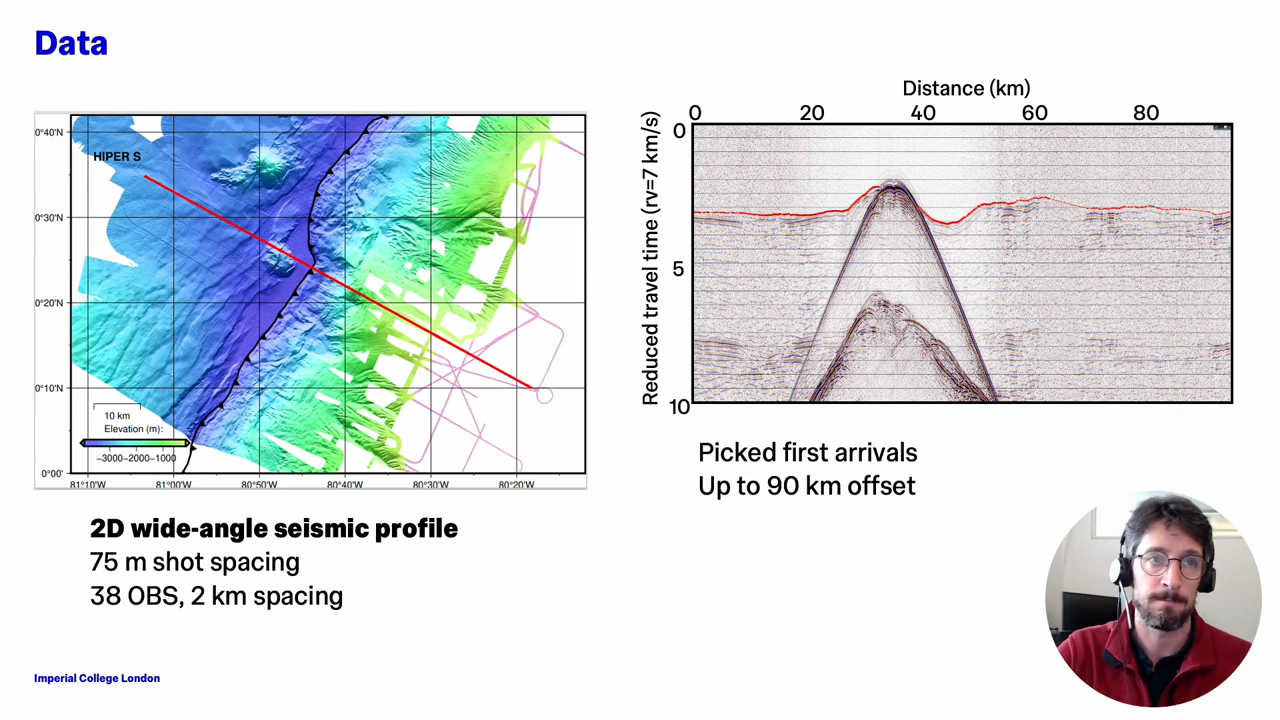 Data
HIPER S
0°40'N
0°30'N
0°20'N
0°10'N
0°00'
10 km
Elevation (m):
−3000−2000−1000
81°10'W 81°00'W 80°50'W 80°40'W 80°30'W 80°20'W
2D wide-angle seismic profile
75 m shot spacing
38 OBS, 2 km spacing
Distance (km)
0 20 40 60 80
Reduced travel time (rv=7 km/s)
0
5
10
Picked first arrivals
Up to 90 km offset
Imperial College London